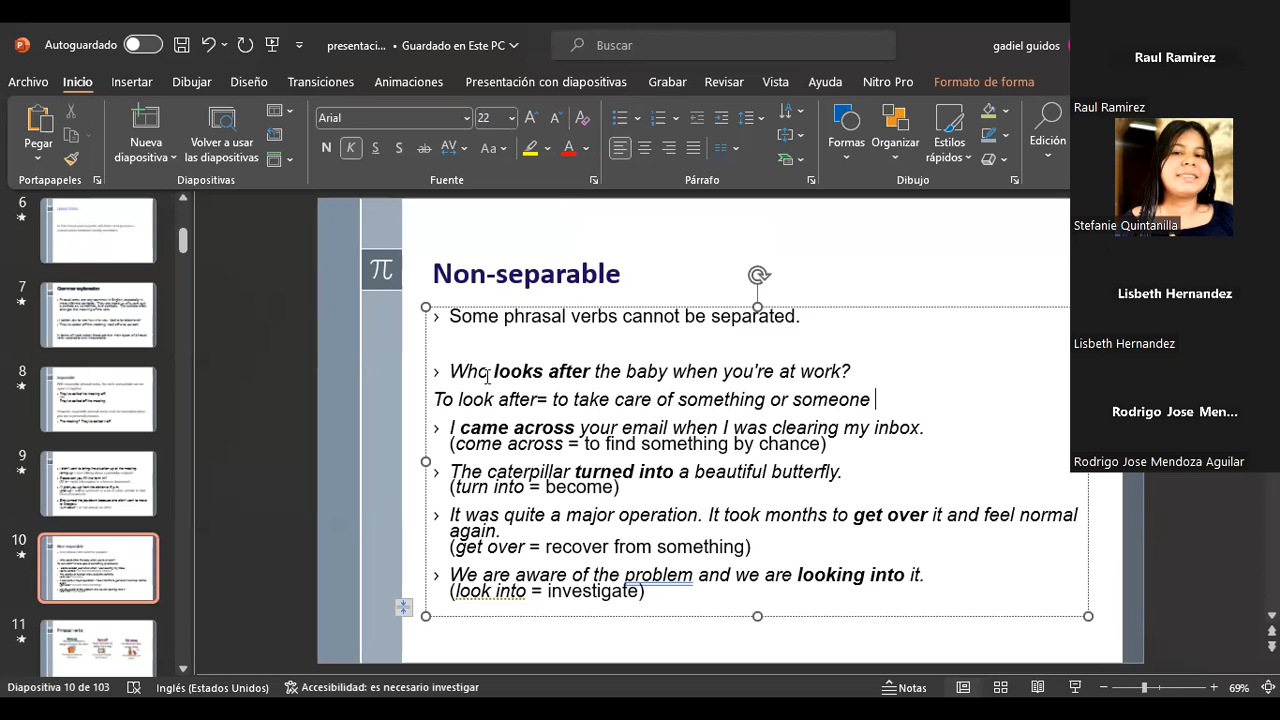 Autoguardado
presentaci... • Guardado en Este PC
Buscar
gadiel guidos
Archivo Inicio Insertar Dibujar Diseño Transiciones Animaciones Presentación con diapositivas Grabar Revisar Vista Ayuda Nitro Pro Formato de forma
Pegar
Nueva diapositiva
Volver a usar las diapositivas
Arial 22
N K S S ab AV Aa A
Formas Organizar Estilos rápidos
Edición
Portapapeles Diapositivas Fuente Párrafo Dibujo
6
7
8
9
10
11
π
Non-separable
› Some phrasal verbs cannot be separated.
› Who looks after the baby when you're at work?
To look after= to take care of something or someone
› I came across your email when I was clearing my inbox.
(come across = to find something by chance)
› The caterpillar turned into a beautiful butterfly.
(turn into = become)
› It was quite a major operation. It took months to get over it and feel normal
again.
(get over = recover from something)
› We are aware of the problem and we are looking into it.
(look into = investigate)
Raul Ramirez
Raul Ramirez
Stefanie Quintanilla
Lisbeth Hernandez
Lisbeth Hernandez
Rodrigo Jose Men...
Rodrigo Jose Mendoza Aguilar
Diapositiva 10 de 103
Inglés (Estados Unidos)
Accesibilidad: es necesario investigar
Notas
69%